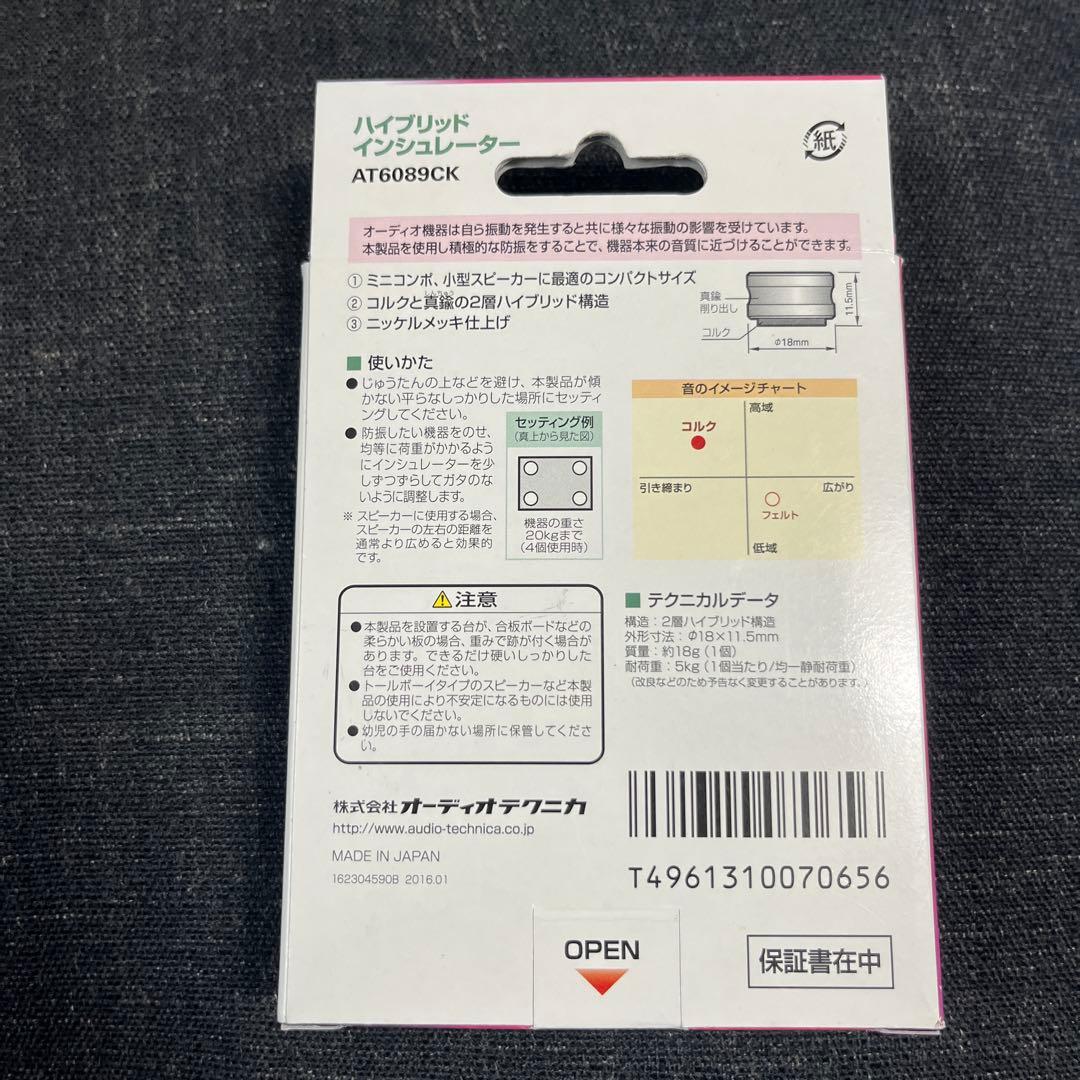 ハイブリッド
インシュレーター
AT6089CK
紙
オーディオ機器は自ら振動を発生すると共に様々な振動の影響を受けています。
本製品を使用し積極的な防振をすることで、機器本来の音質に近づけることができます。
① ミニコンポ、小型スピーカーに最適のコンパクトサイズ
しんちゅう
② コルクと真鍮の2層ハイブリッド構造
③ ニッケルメッキ仕上げ
真鍮
削り出し
コルク
11.5mm
Φ18mm
■ 使いかた
● じゅうたんの上などを避け、本製品が傾
かない平らなしっかりした場所にセッティ
ングしてください。
● 防振したい機器をのせ、
均等に荷重がかかるよう
にインシュレーターを少
しずつずらしてガタのな
いように調整します。
※ スピーカーに使用する場合、
スピーカーの左右の距離を
通常より広めると効果的
です。
セッティング例
(真上から見た図)
機器の重さ
20kgまで
(4個使用時)
音のイメージチャート
高域
コルク
引き締まり
広がり
フェルト
低域
⚠注意
● 本製品を設置する台が、合板ボードなどの
柔らかい板の場合、重みで跡が付く場合が
あります。できるだけ硬いしっかりした
台をご使用ください。
● トールボーイタイプのスピーカーなど本製
品の使用により不安定になるものには使用
しないでください。
● 幼児の手の届かない場所に保管してくださ
い。
■ テクニカルデータ
構造：2層ハイブリッド構造
外形寸法：Φ18×11.5mm
質量：約18g（1個）
耐荷重：5kg（1個当たり/均一静耐荷重）
（改良などのため予告なく変更することがあります。）
株式会社オーディオテクニカ
http://www.audio-technica.co.jp
MADE IN JAPAN
162304590B 2016.01
T4961310070656
OPEN
保証書在中